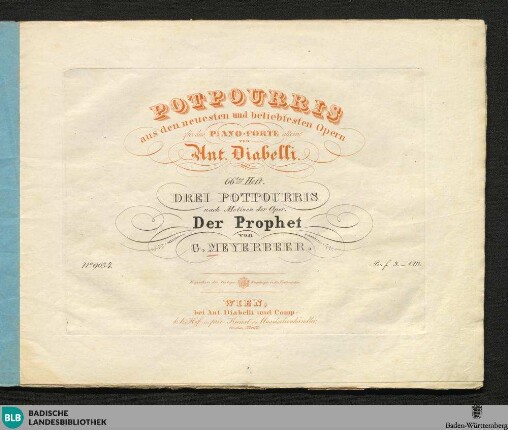 POTPOURRIS
aus den neuesten und beliebtesten Opern
für das PIANO-FORTE allein
von
Ant. Diabelli.
66tes Heft.
DREI POTPOURRIS
nach Motiven der Oper:
Der Prophet
von
G. MEYERBEER.
No 9034.
WIEN,
bei Ant. Diabelli und Comp.
BLB
BADISCHE
LANDESBIBLIOTHEK
Baden-Württemberg